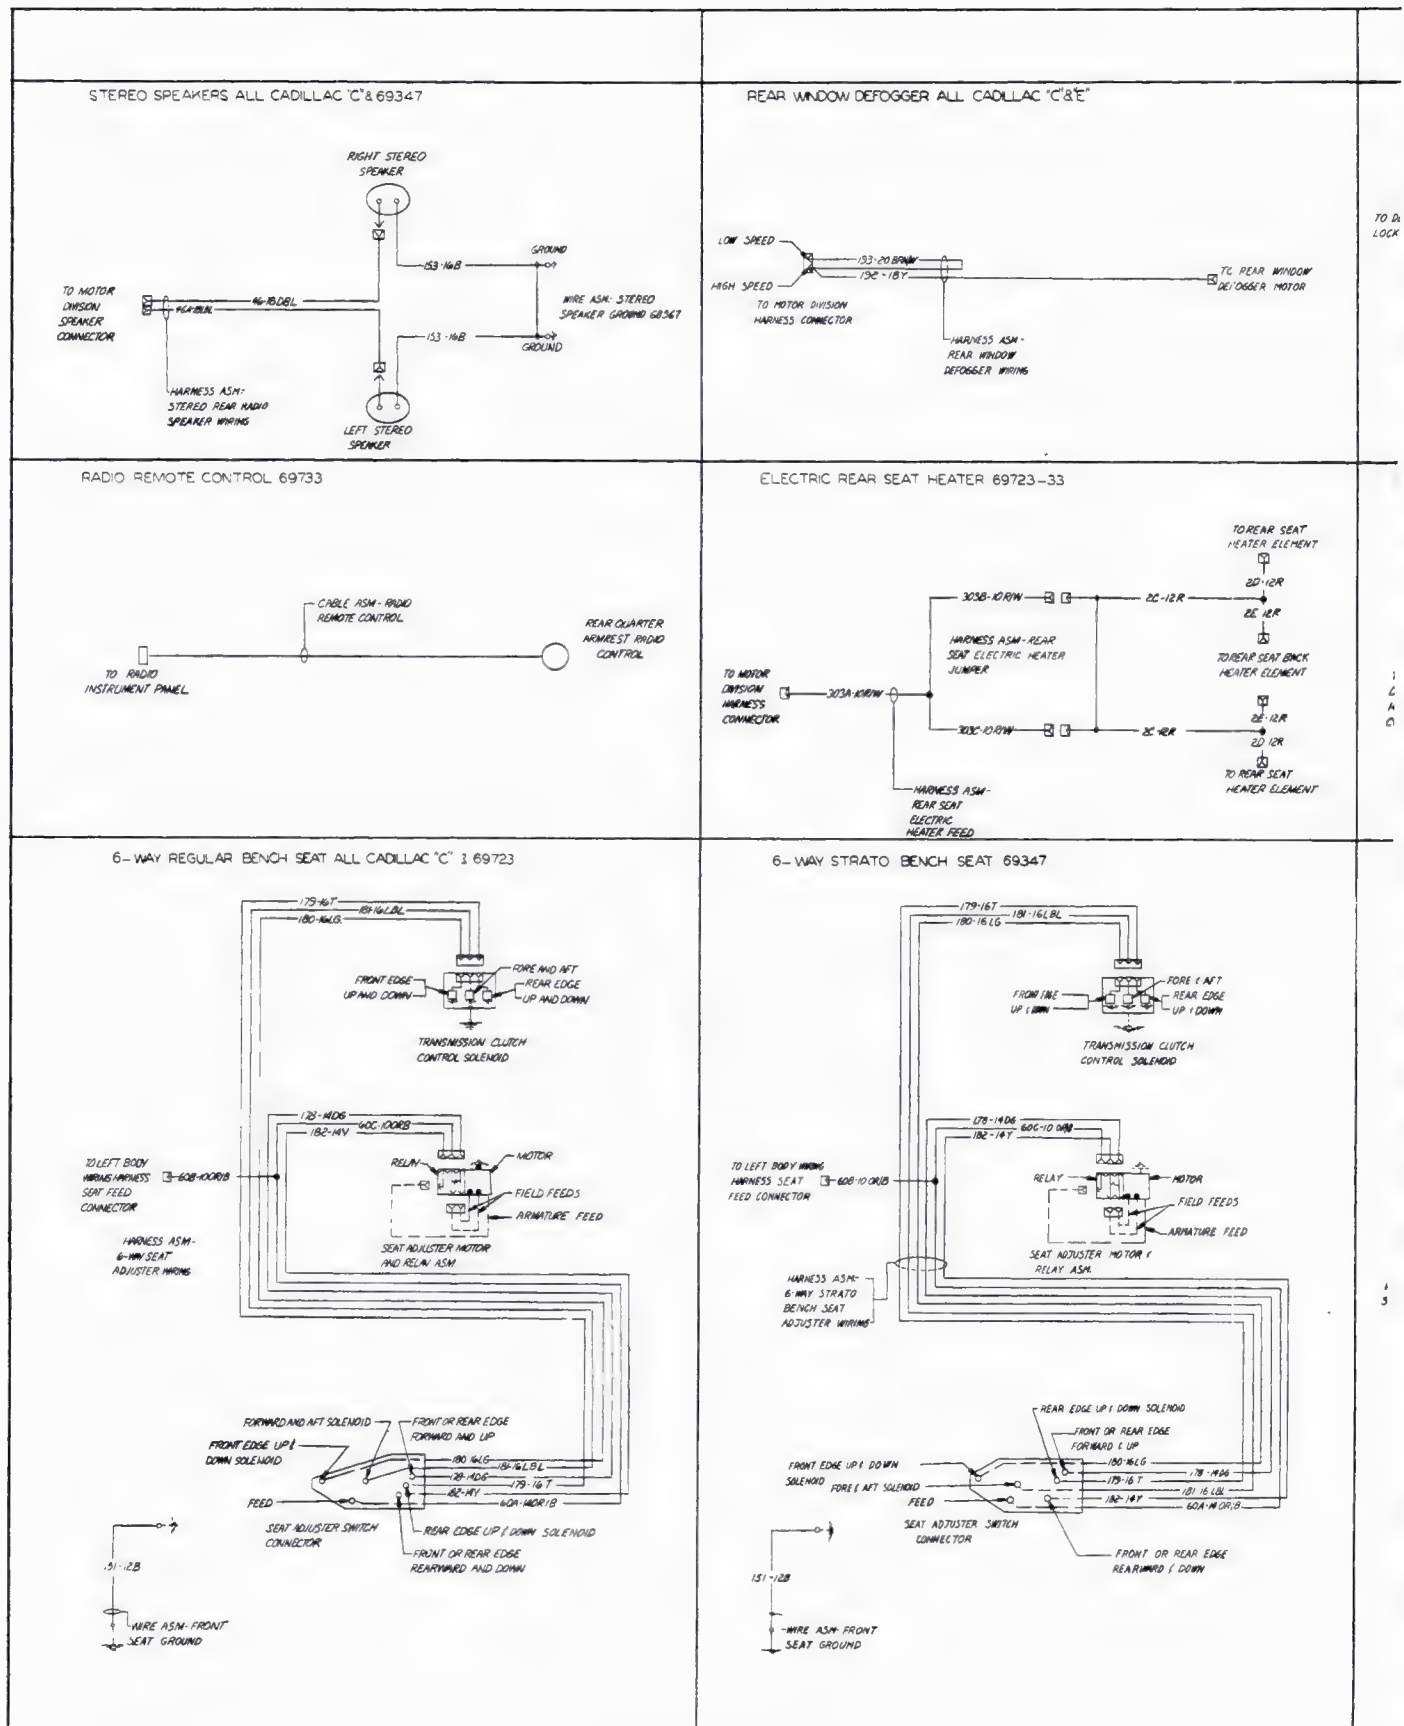 STEREO SPEAKERS ALL CADILLAC "C" & 69347
RIGHT STEREO
SPEAKER
153-16B
GROUND
TO MOTOR
DIVISION
SPEAKER
CONNECTOR
46-18DBL
46A-18LBL
WIRE ASM- STEREO
SPEAKER GROUND 68367
153-16B
GROUND
HARNESS ASM-
STEREO REAR RADIO
SPEAKER WIRING
LEFT STEREO
SPEAKER
REAR WINDOW DEFOGGER ALL CADILLAC "C"&"E"
LOW SPEED
193-20 BRN/W
192-18Y
HIGH SPEED
TO MOTOR DIVISION
HARNESS CONNECTOR
TO REAR WINDOW
DEFOGGER MOTOR
HARNESS ASM-
REAR WINDOW
DEFOGGER WIRING
LOCK
RADIO REMOTE CONTROL 69733
CABLE ASM-RADIO
REMOTE CONTROL
REAR QUARTER
ARMREST RADIO
CONTROL
TO RADIO
INSTRUMENT PANEL
ELECTRIC REAR SEAT HEATER 69723-33
TO REAR SEAT
HEATER ELEMENT
2D-12R
303B-10R/W
2C-12R
2E 12R
HARNESS ASM-REAR
SEAT ELECTRIC HEATER
JUMPER
TO REAR SEAT BACK
HEATER ELEMENT
TO MOTOR
DIVISION
HARNESS
CONNECTOR
303A-10R/W
2E-12R
303C-10R/W
2C-12R
2D 12R
TO REAR SEAT
HEATER ELEMENT
HARNESS ASM-
REAR SEAT
ELECTRIC
HEATER FEED
6-WAY REGULAR BENCH SEAT ALL CADILLAC "C" & 69723
179-16T
181-16LBL
180-16LG
FRONT EDGE
UP AND DOWN
FORE AND AFT
REAR EDGE
UP AND DOWN
TRANSMISSION CLUTCH
CONTROL SOLENOID
178-14DG
60C-10OR/B
182-14Y
TO LEFT BODY
WIRING HARNESS
SEAT FEED
CONNECTOR
60B-10OR/B
RELAY
MOTOR
FIELD FEEDS
ARMATURE FEED
SEAT ADJUSTER MOTOR
AND RELAY ASM
HARNESS ASM-
6-WAY SEAT
ADJUSTER WIRING
FORWARD AND AFT SOLENOID
FRONT OR REAR EDGE
FORWARD AND UP
FRONT EDGE UP &
DOWN SOLENOID
180-16LG
181-16LBL
178-14DG
179-16T
182-14Y
60A-14OR/B
FEED
SEAT ADJUSTER SWITCH
CONNECTOR
REAR EDGE UP & DOWN SOLENOID
FRONT OR REAR EDGE
REARWARD AND DOWN
151-12B
WIRE ASM-FRONT
SEAT GROUND
6-WAY STRATO BENCH SEAT 69347
179-16T
181-16LBL
180-16LG
FORE & AFT
REAR EDGE
UP & DOWN
UP & DOWN
TRANSMISSION CLUTCH
CONTROL SOLENOID
178-14DG
60C-10 OR/B
182-14Y
TO LEFT BODY WIRING
HARNESS SEAT
FEED CONNECTOR
60B-10 OR/B
RELAY
MOTOR
FIELD FEEDS
ARMATURE FEED
SEAT ADJUSTER MOTOR &
RELAY ASM.
HARNESS ASM-
6-WAY STRATO
BENCH SEAT
ADJUSTER WIRING
REAR EDGE UP & DOWN SOLENOID
FRONT OR REAR EDGE
FORWARD & UP
FRONT EDGE UP & DOWN
SOLENOID
180-16LG
178-14DG
179-16T
181-16LBL
182-14Y
60A-14OR/B
FORE & AFT SOLENOID
FEED
SEAT ADJUSTER SWITCH
CONNECTOR
FRONT OR REAR EDGE
REARWARD & DOWN
151-12B
WIRE ASM-FRONT
SEAT GROUND